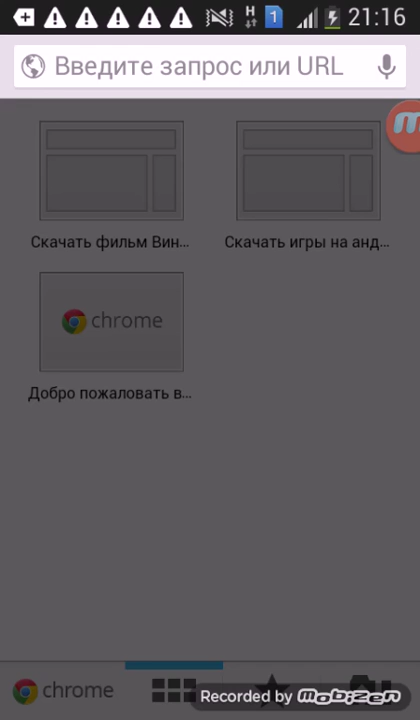 H 1 21:16
Введите запрос или URL
Скачать фильм Вин... Скачать игры на анд...
chrome
Добро пожаловать в...
chrome Recorded by mobizen